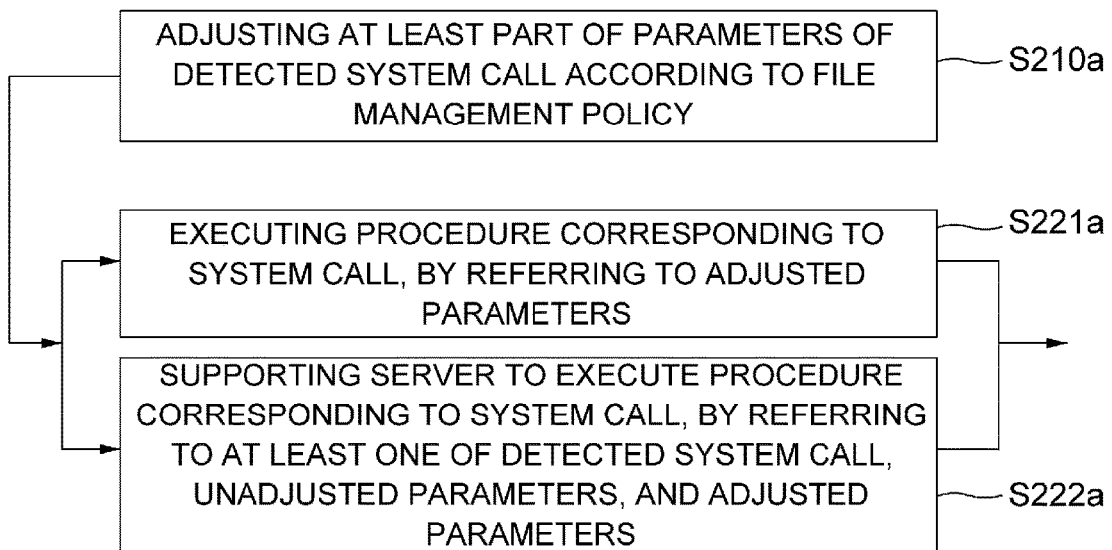 ADJUSTING AT LEAST PART OF PARAMETERS OF
DETECTED SYSTEM CALL ACCORDING TO FILE
MANAGEMENT POLICY
S210a
EXECUTING PROCEDURE CORRESPONDING TO
SYSTEM CALL, BY REFERRING TO ADJUSTED
PARAMETERS
S221a
SUPPORTING SERVER TO EXECUTE PROCEDURE
CORRESPONDING TO SYSTEM CALL, BY REFERRING
TO AT LEAST ONE OF DETECTED SYSTEM CALL,
UNADJUSTED PARAMETERS, AND ADJUSTED
PARAMETERS
S222a